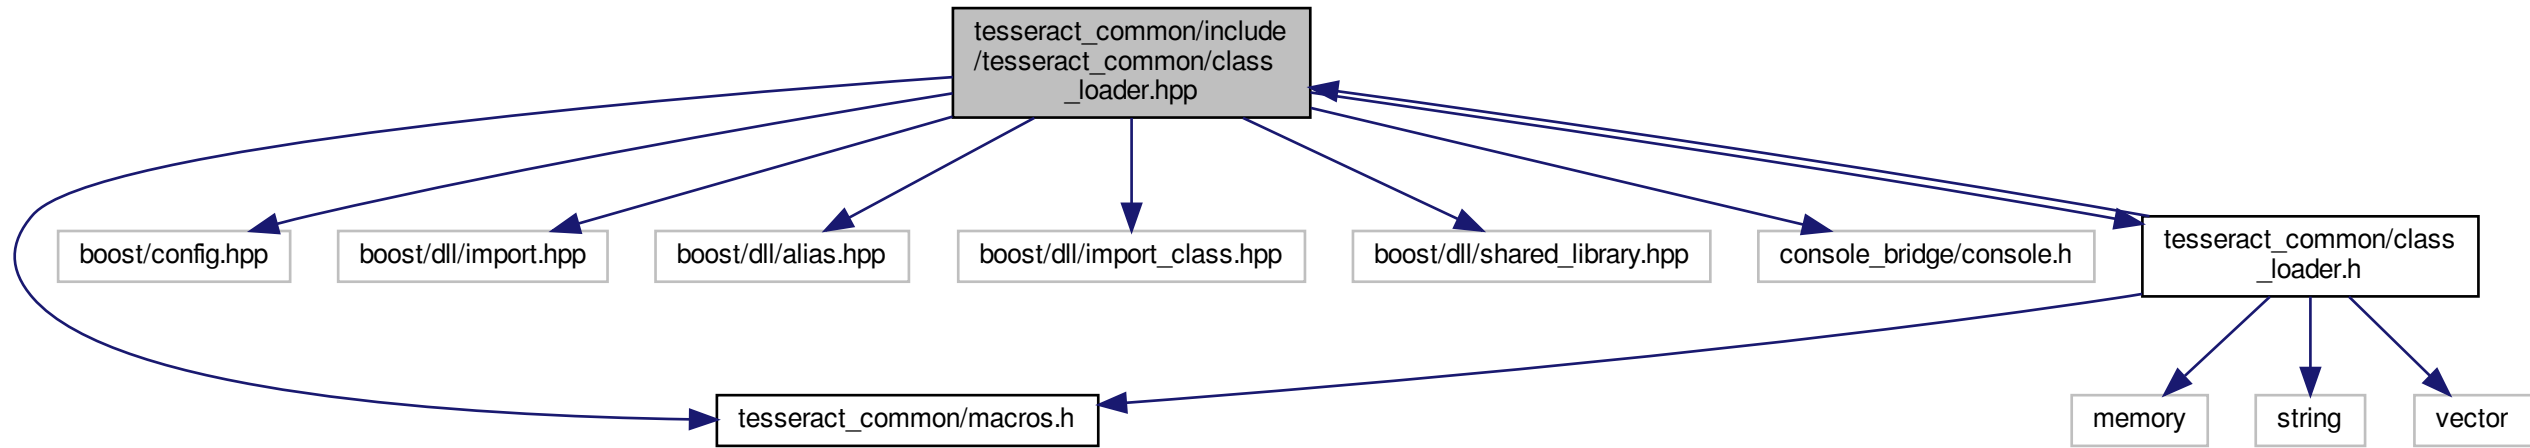 tesseract_common/include
/tesseract_common/class
_loader.hpp
boost/config.hpp
boost/dll/import.hpp
boost/dll/alias.hpp
boost/dll/import_class.hpp
boost/dll/shared_library.hpp
console_bridge/console.h
tesseract_common/class
_loader.h
tesseract_common/macros.h
memory
string
vector